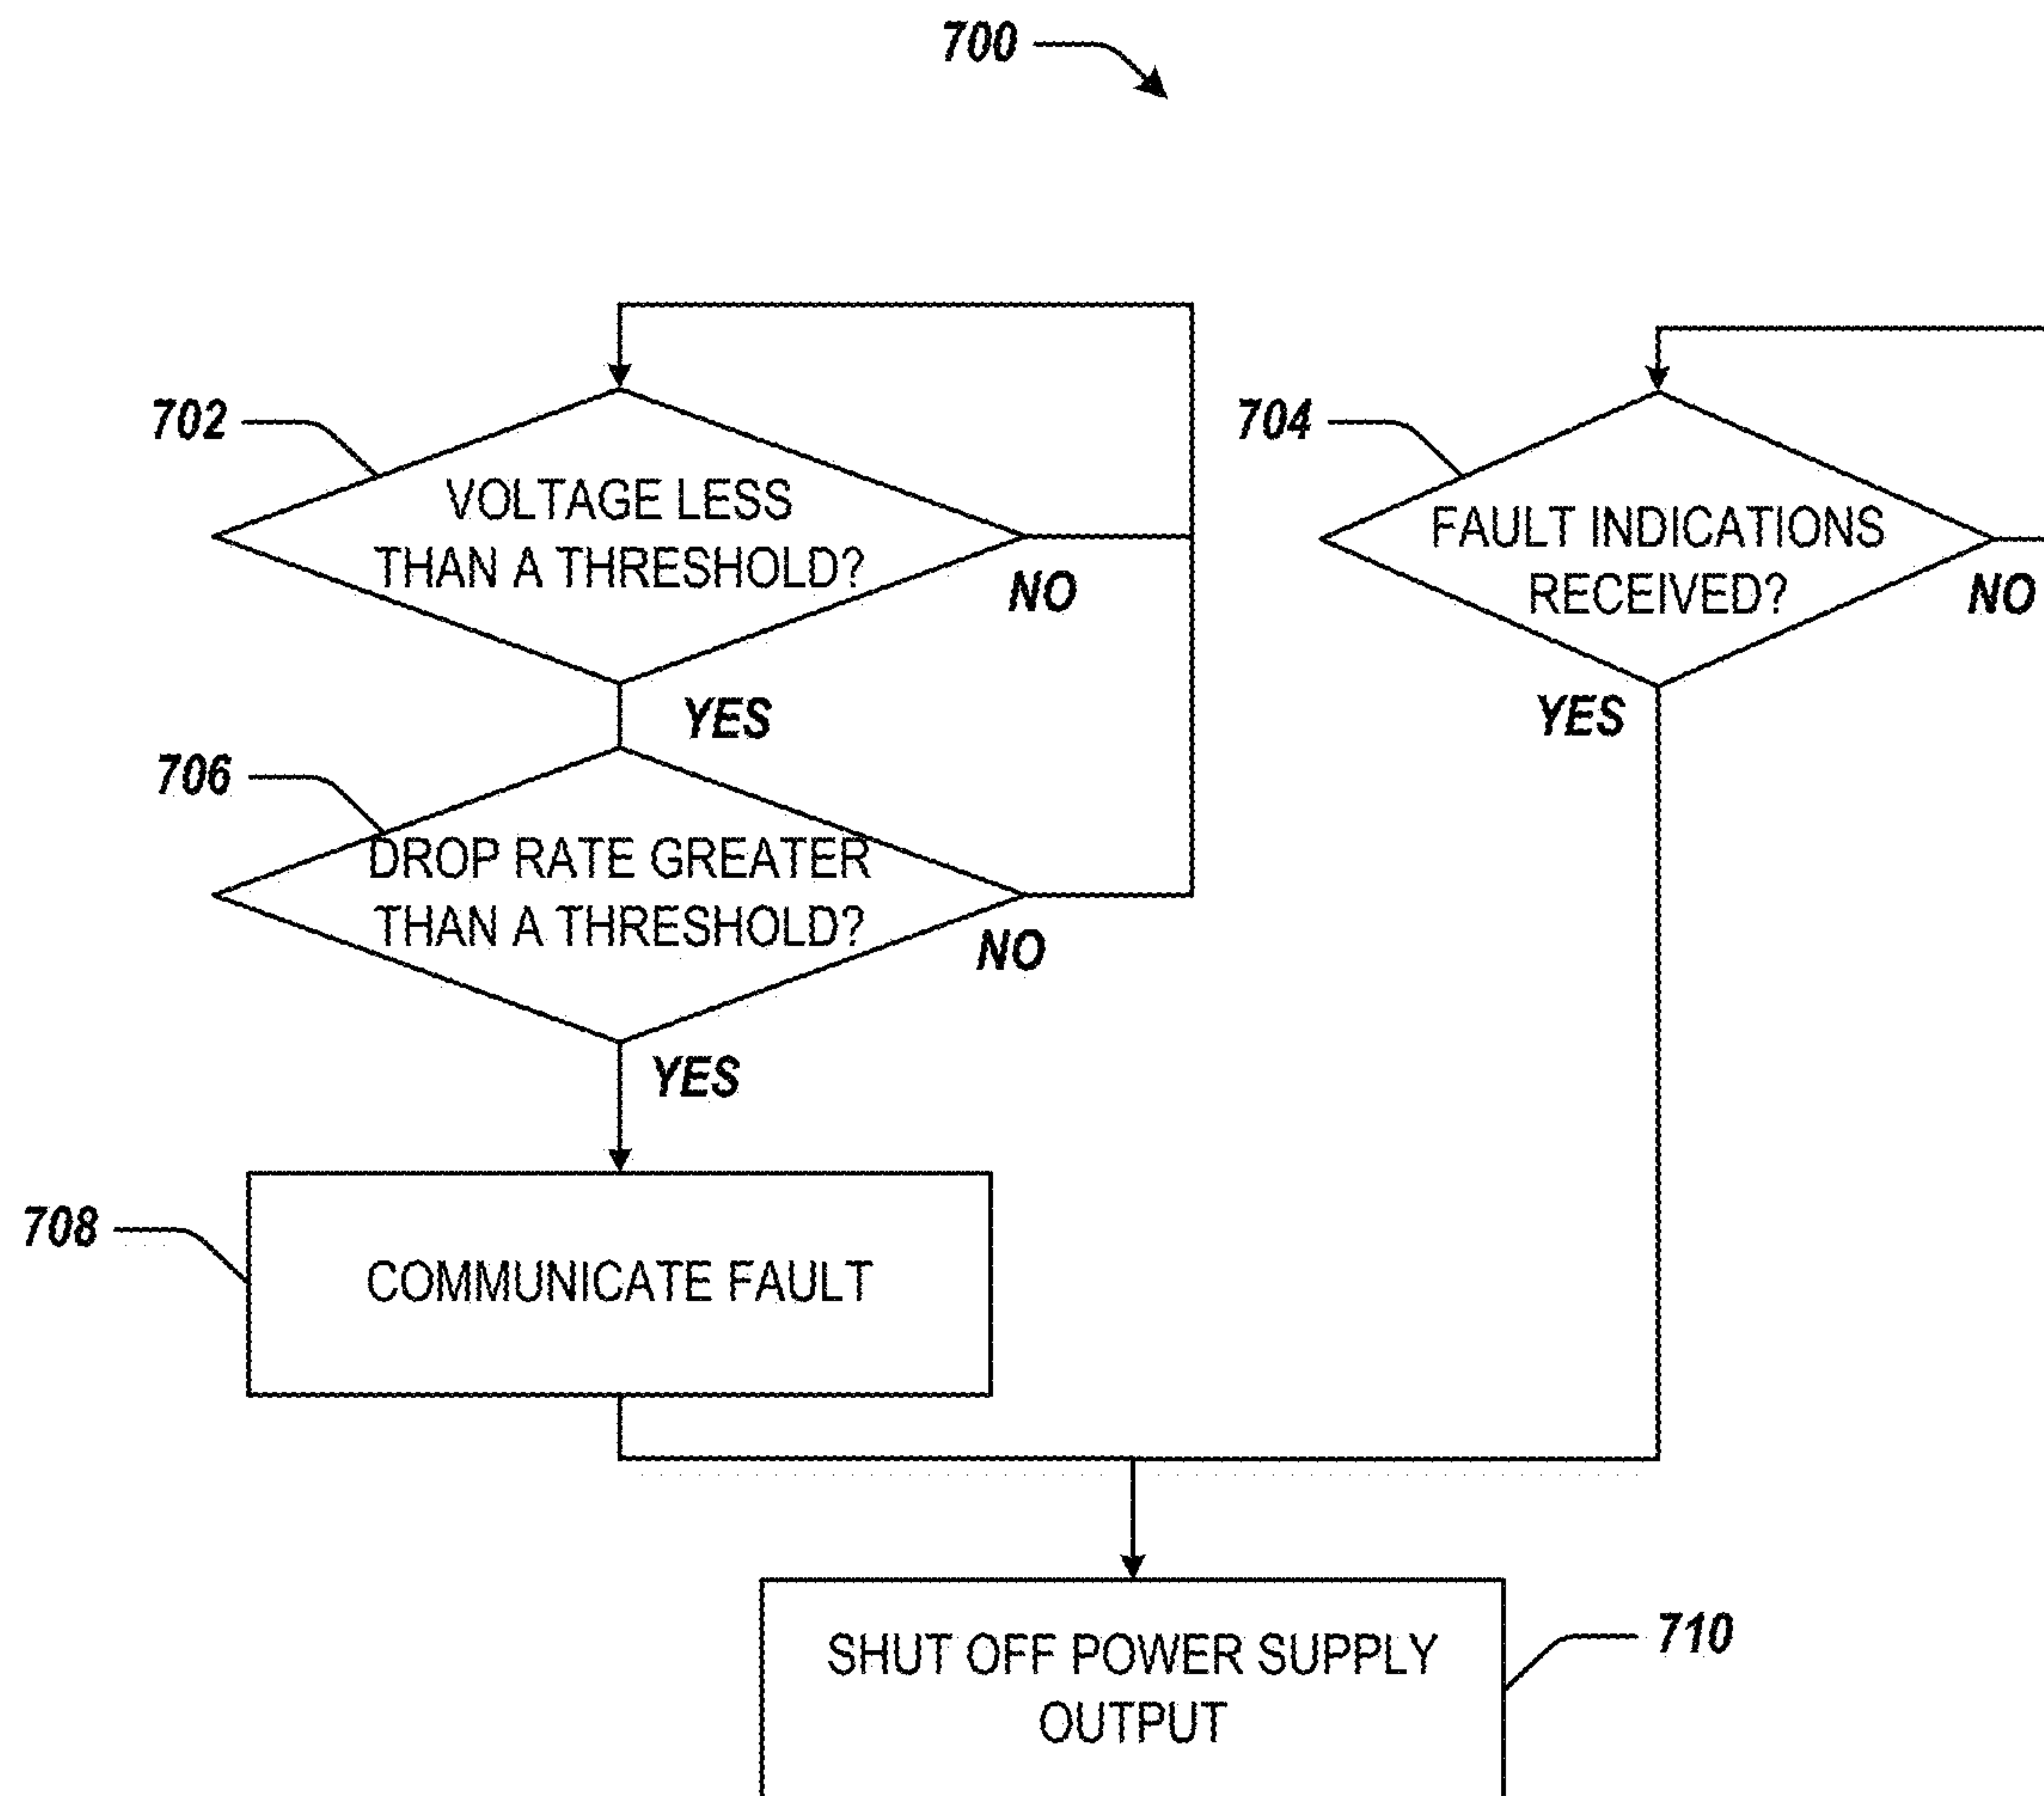 700
702
VOLTAGE LESS
THAN A THRESHOLD?
NO
YES
704
FAULT INDICATIONS
RECEIVED?
NO
YES
706
DROP RATE GREATER
THAN A THRESHOLD?
NO
YES
708
COMMUNICATE FAULT
SHUT OFF POWER SUPPLY
OUTPUT
710